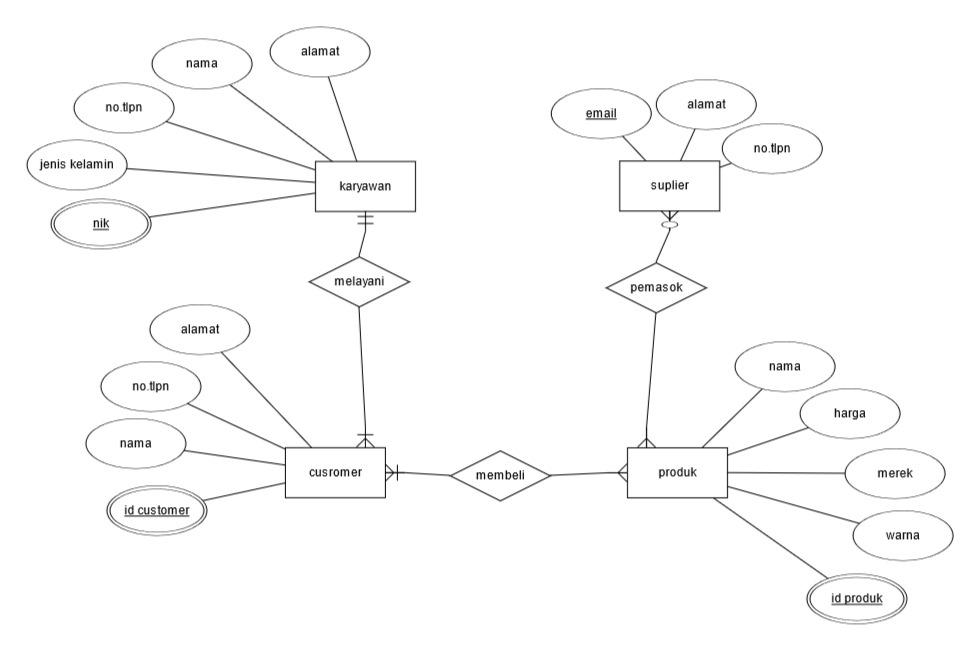 alamat
nama
no.tlpn
jenis kelamin
nik
karyawan
email
alamat
no.tlpn
suplier
melayani
pemasok
alamat
no.tlpn
nama
id customer
cusromer
membeli
produk
nama
harga
merek
warna
id produk